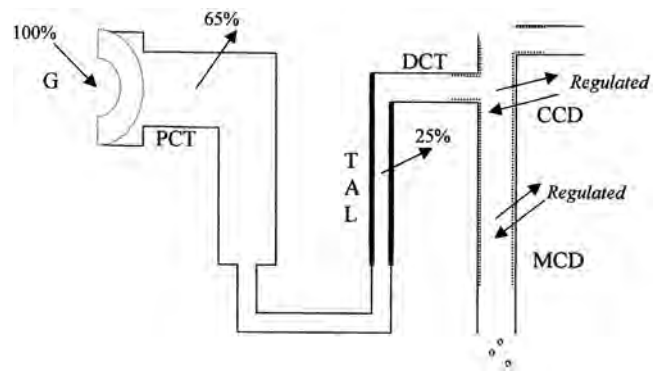 100%
G
65%
PCT
T
A
L
25%
DCT
Regulated
CCD
Regulated
MCD